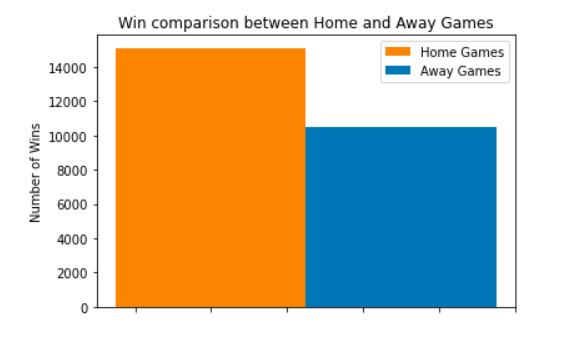 Win comparison between Home and Away Games
Home Games
Away Games
Number of Wins
14000
12000
10000
8000
6000
4000
2000
0